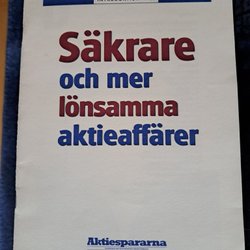 Säkrare
och mer
lönsamma
aktieaffärer
Aktiespararna